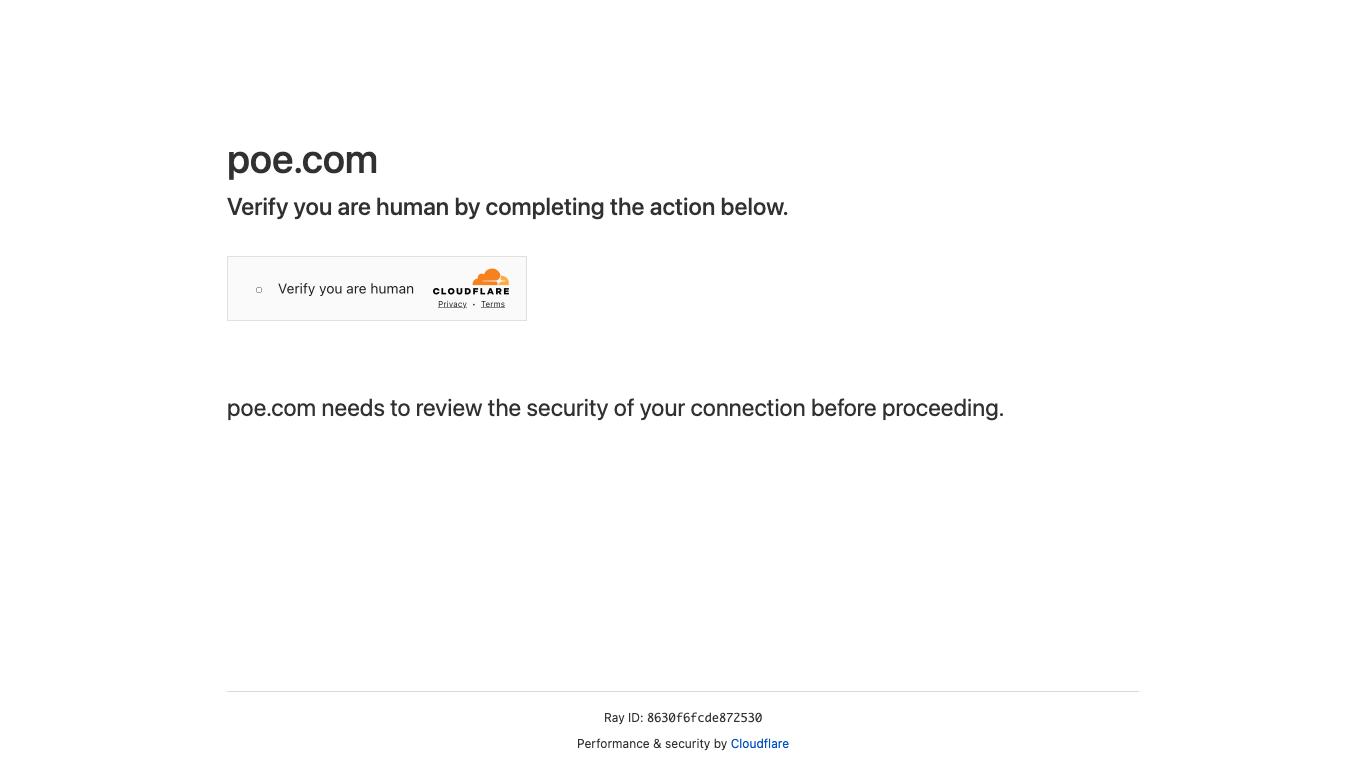 poe.com
Verify you are human by completing the action below.
Verify you are human
CLOUDFLARE
Privacy • Terms
poe.com needs to review the security of your connection before proceeding.
Ray ID: 8630f6fcde872530
Performance & security by Cloudflare